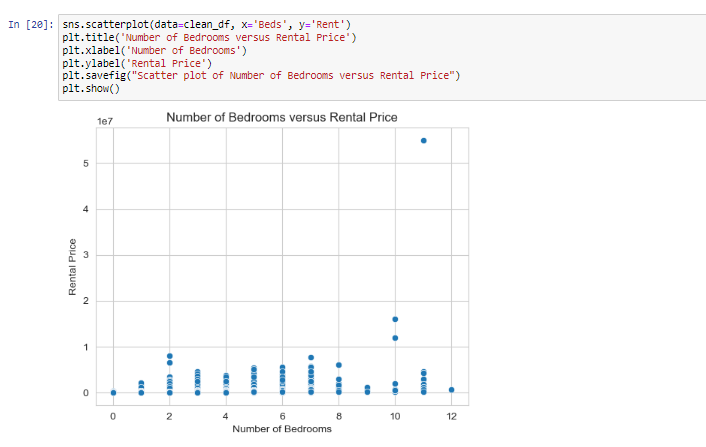 In [20]: sns.scatterplot(data=clean_df, x='Beds', y='Rent')
plt.title('Number of Bedrooms versus Rental Price')
plt.xlabel('Number of Bedrooms')
plt.ylabel('Rental Price')
plt.savefig("Scatter plot of Number of Bedrooms versus Rental Price")
plt.show()
Number of Bedrooms versus Rental Price
1e7
5
4
3
2
1
0
Rental Price
0 2 4 6 8 10 12
Number of Bedrooms